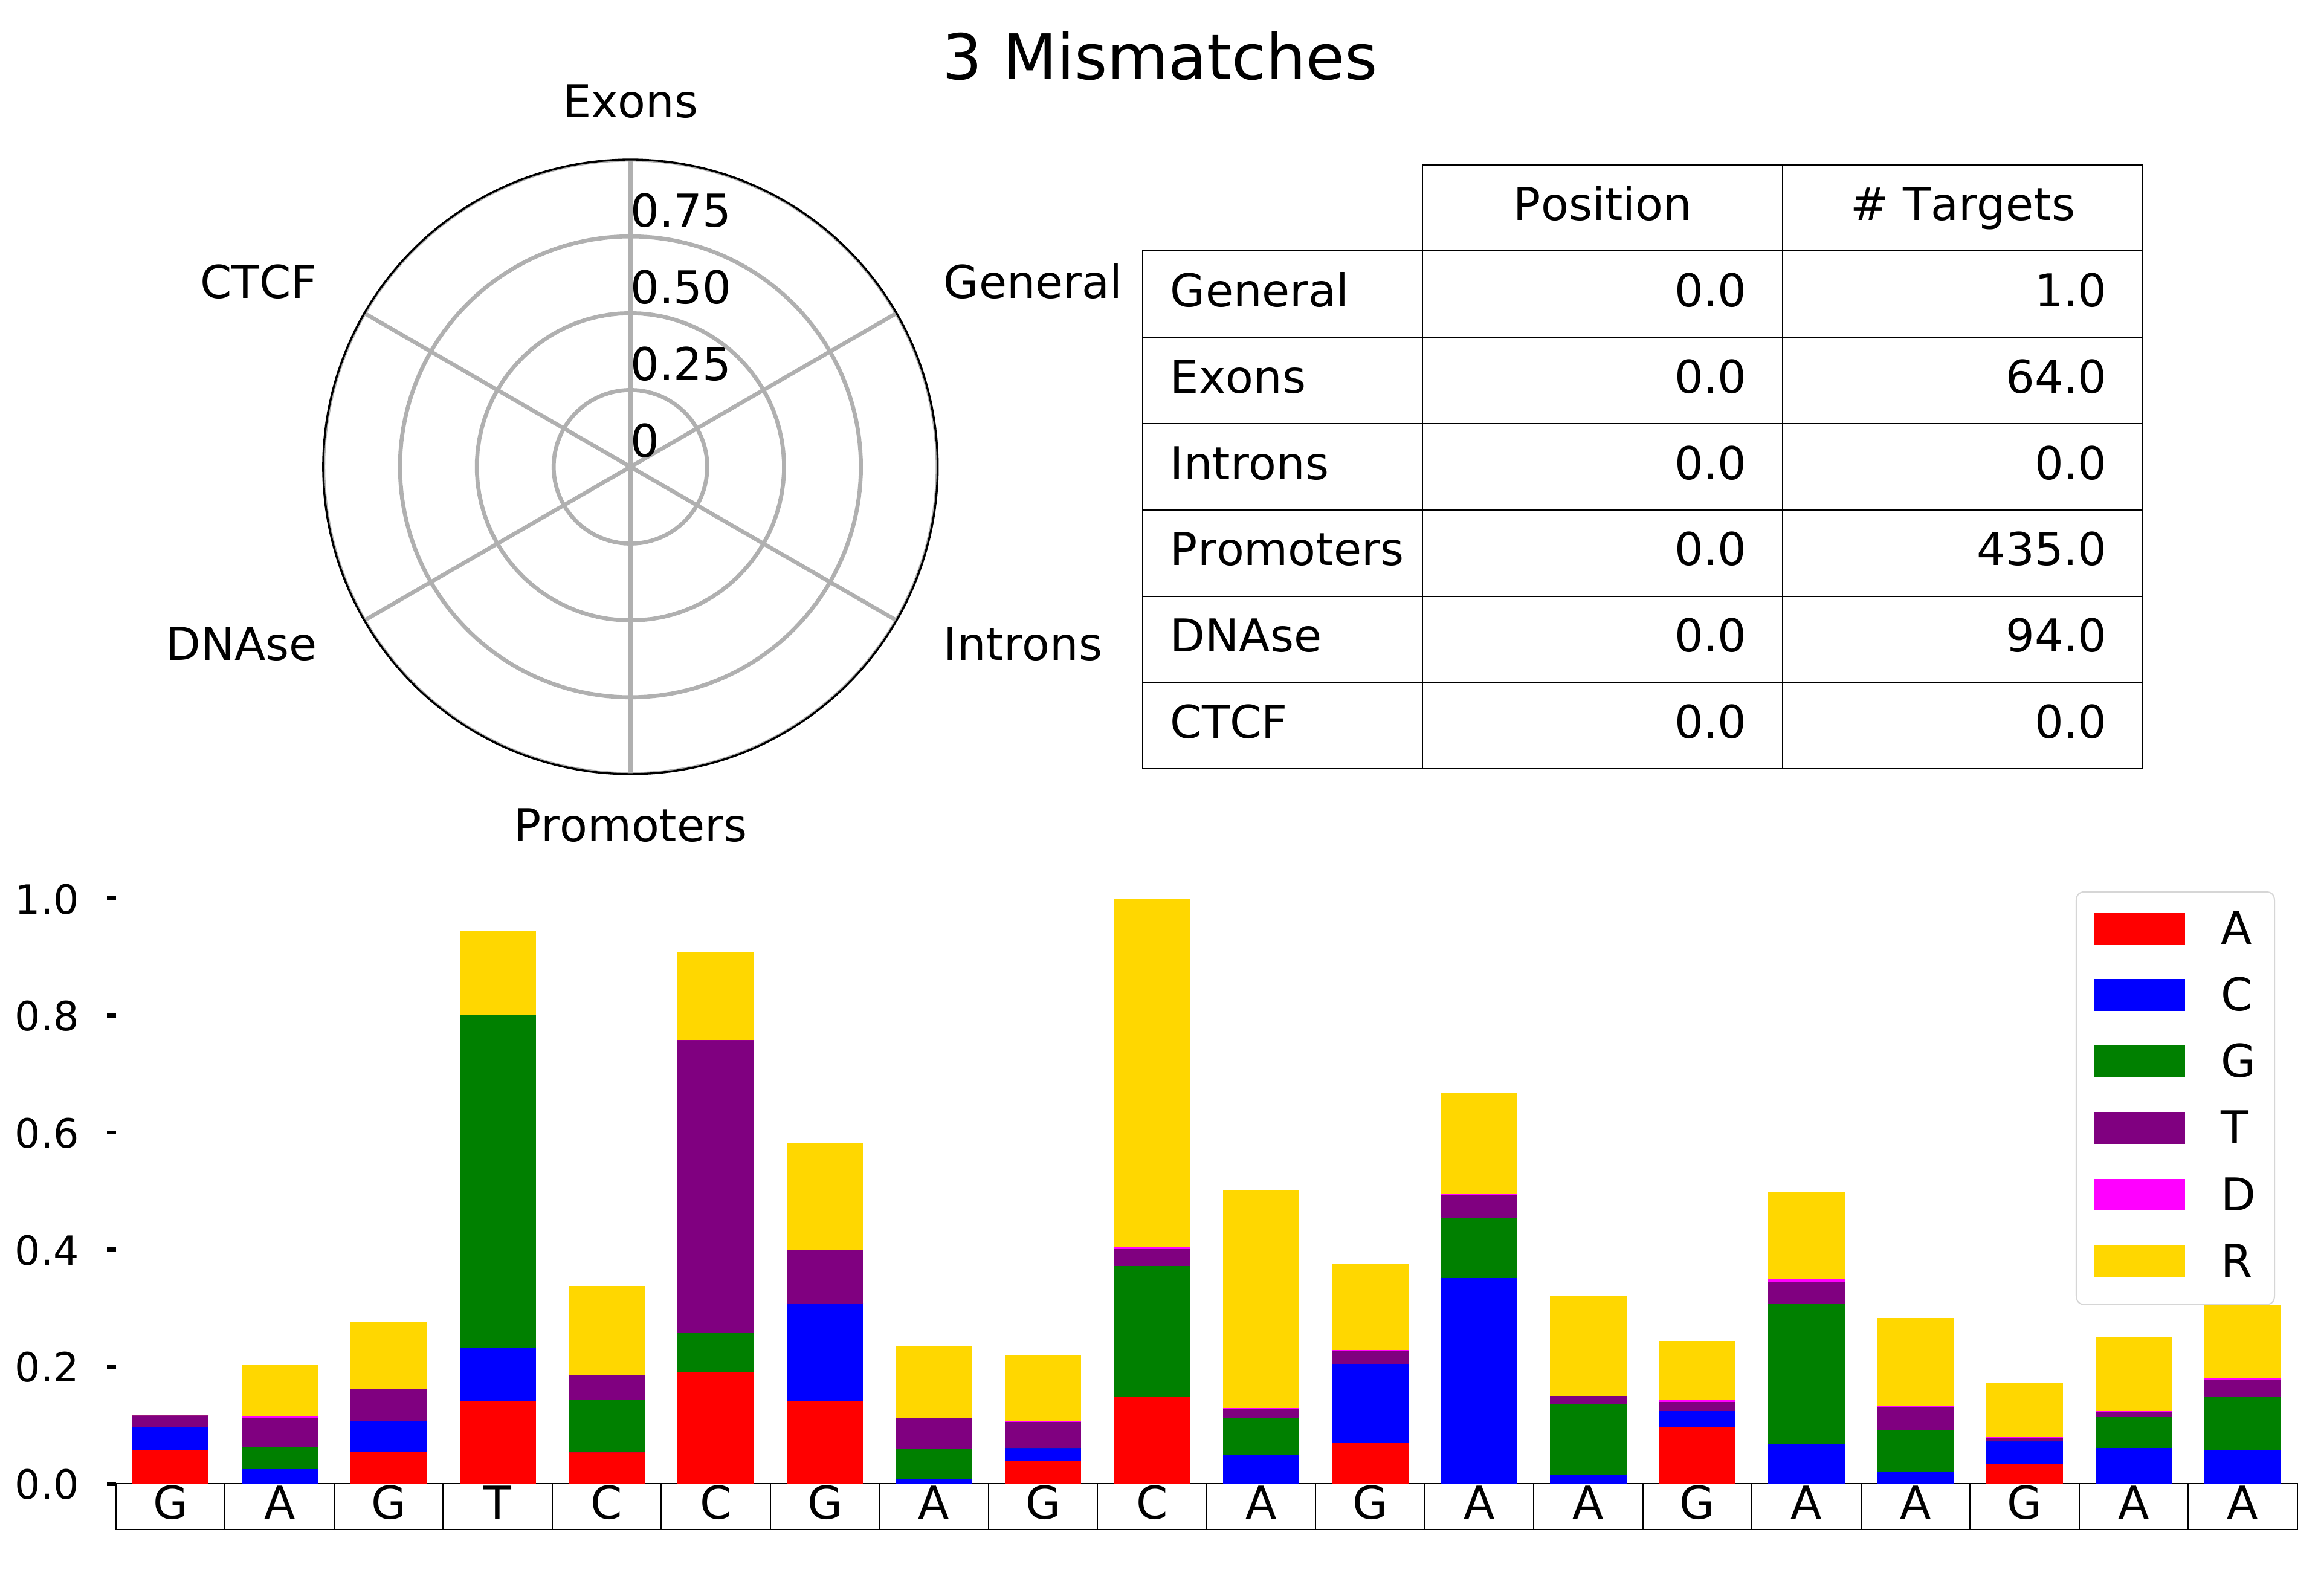 3 Mismatches
Exons
General
Introns
Promoters
DNAse
CTCF
0.75
0.50
0.25
0
Position # Targets
General 0.0 1.0
Exons 0.0 64.0
Introns 0.0 0.0
Promoters 0.0 435.0
DNAse 0.0 94.0
CTCF 0.0 0.0
1.0
0.8
0.6
0.4
0.2
0.0
G A G T C C G A G C A G A A G A A G A A
A
C
G
T
D
R